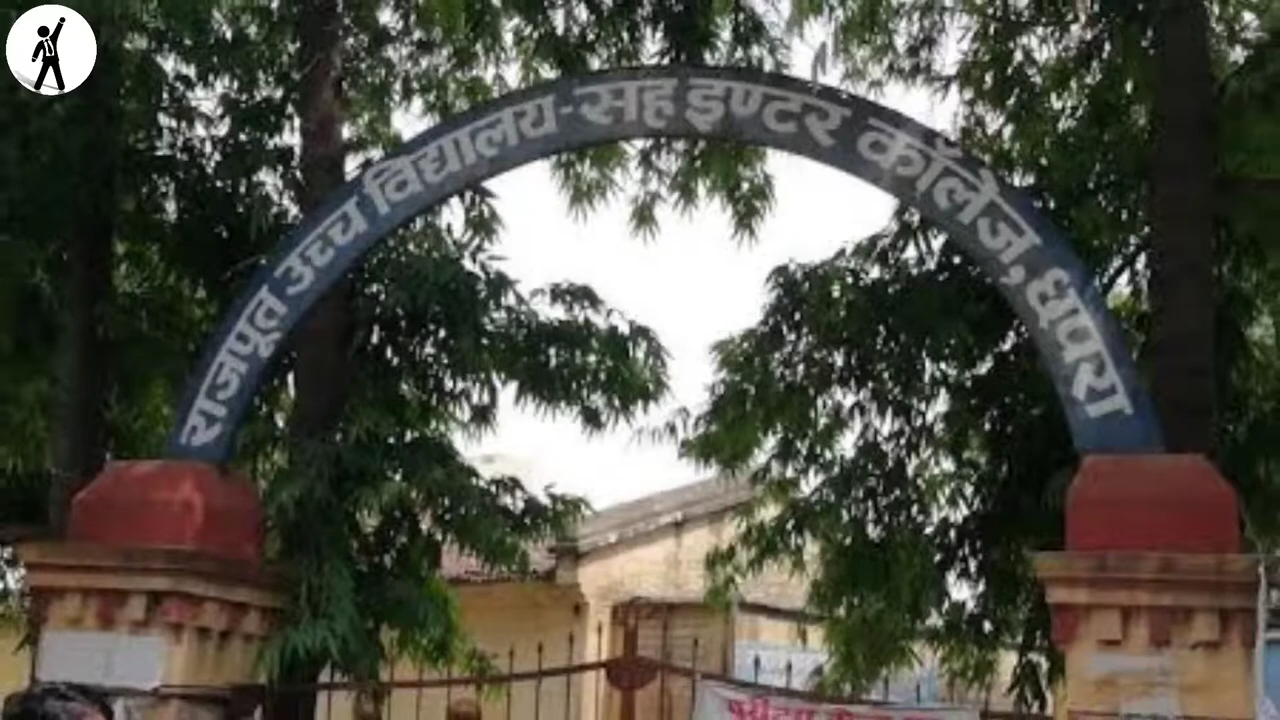 राजपूत उच्च विद्यालय-सह इण्टर कॉलेज, छपरा